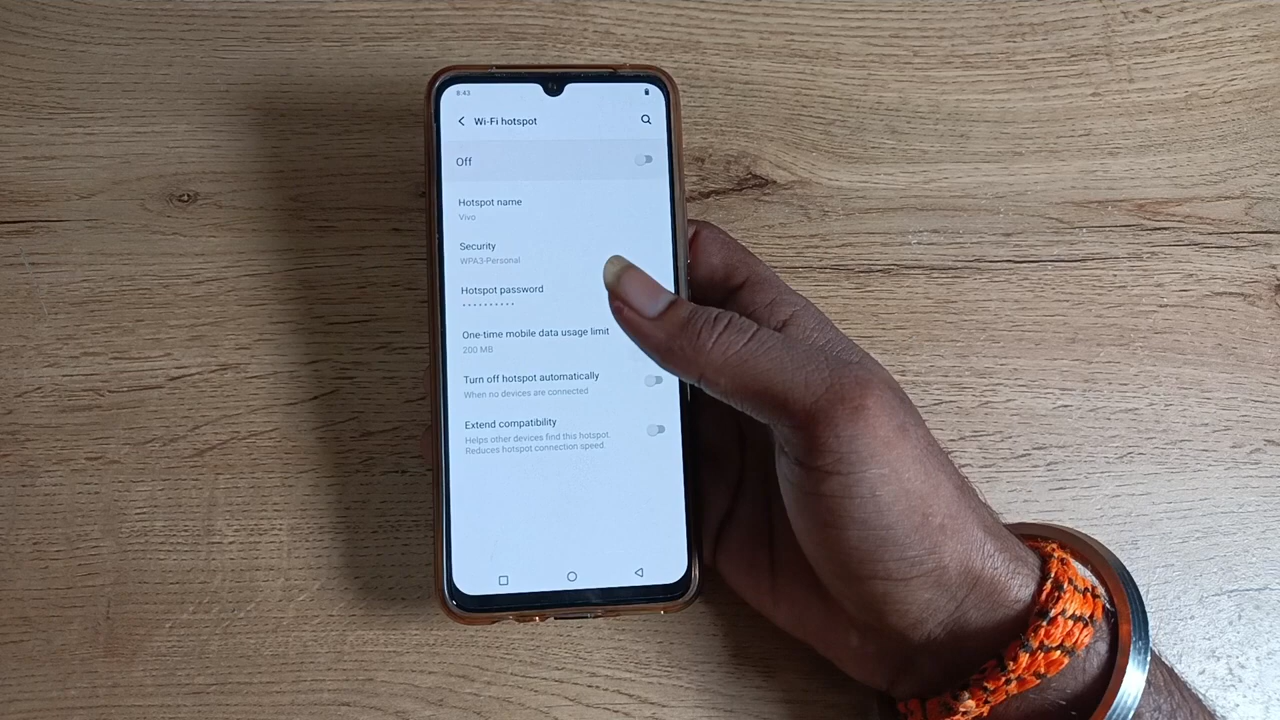 8:43
Wi-Fi hotspot
Off
Hotspot name
Vivo
Security
WPA3-Personal
Hotspot password
••••••••••
One-time mobile data usage limit
200 MB
Turn off hotspot automatically
When no devices are connected
Extend compatibility
Helps other devices find this hotspot.
Reduces hotspot connection speed.